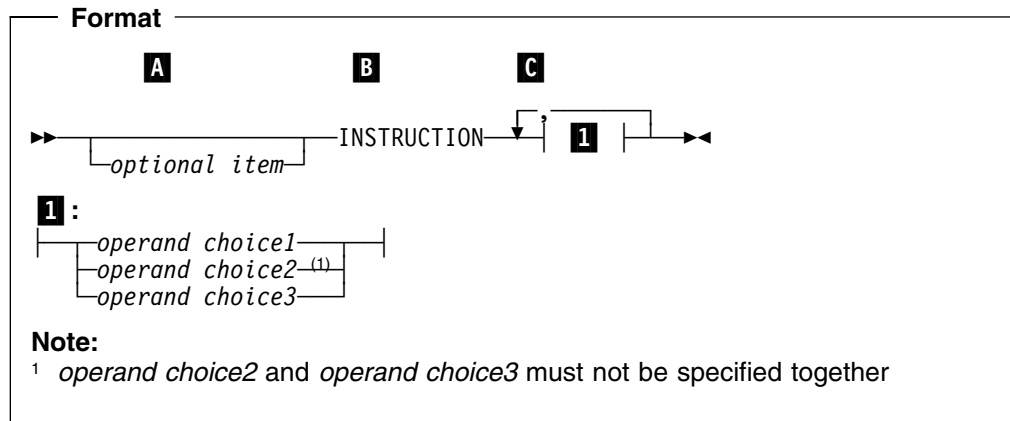 Format
A B C
INSTRUCTION , 1
optional item
1 :
operand choice1
operand choice2 (1)
operand choice3
Note:
1 operand choice2 and operand choice3 must not be specified together